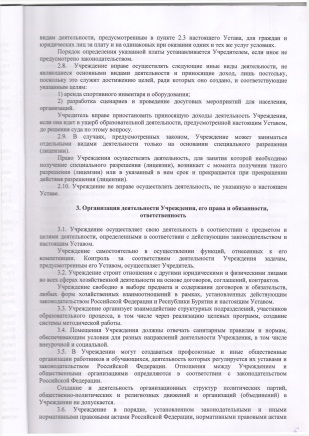 видам деятельности, предусмотренным в пункте 2.3 настоящего Устава, для граждан и
юридических лиц за плату и на одинаковых при оказании одних и тех же услуг условиях.
Порядок определения указанной платы устанавливается Учредителем, если иное не
предусмотрено законодательством.
2.8. Учреждение вправе осуществлять следующие иные виды деятельности, не
являющиеся основными видами деятельности и приносящие доход, лишь постольку,
поскольку это служит достижению целей, ради которых оно создано, и соответствующие
указанным целям:
1) аренда спортивного инвентаря и оборудования;
2) разработка сценариев и проведение досуговых мероприятий для населения,
организаций.
Учредитель вправе приостановить приносящую доходы деятельность Учреждения,
если она идет в ущерб образовательной деятельности, предусмотренной настоящим Уставом,
до решения суда по этому вопросу.
2.9. В случаях, предусмотренных законом, Учреждение может заниматься
отдельными видами деятельности только на основании специального разрешения
(лицензии).
Право Учреждения осуществлять деятельность, для занятия которой необходимо
получение специального разрешения (лицензии), возникает с момента получения такого
разрешения (лицензии) или в указанный в нем срок и прекращается при прекращении
действия разрешения (лицензии).
2.10. Учреждение не вправе осуществлять деятельность, не указанную в настоящем
Уставе.
3. Организация деятельности Учреждения, его права и обязанности,
ответственность
3.1. Учреждение осуществляет свою деятельность в соответствии с предметом и
целями деятельности, определенными в соответствии с действующим законодательством и
настоящим Уставом.
Учреждение самостоятельно в осуществлении функций, отнесенных к его
компетенции. Контроль за соответствием деятельности Учреждения задачам,
предусмотренным его Уставом, осуществляет Учредитель.
3.2. Учреждение строит отношения с другими юридическими и физическими лицами
во всех сферах хозяйственной деятельности на основе договоров, соглашений, контрактов.
Учреждение свободно в выборе предмета и содержания договоров и обязательств,
любых форм хозяйственных взаимоотношений в рамках, установленных действующим
законодательством Российской Федерации и Республики Бурятия и настоящим Уставом.
3.3. Учреждение организует взаимодействие структурных подразделений, участников
образовательного процесса, в том числе через реализацию целевых программ, создание
системы методической работы.
3.4. Помещения Учреждения должны отвечать санитарным правилам и нормам,
обеспечивающим условия для разных направлений деятельности Учреждения, в том числе
внеурочной и социальной.
3.5. В Учреждении могут создаваться профсоюзные и иные общественные
организации работников и обучающихся, деятельность которых регулируется их уставами и
законодательством Российской Федерации. Отношения между Учреждением и
общественными организациями определяются в соответствии с законодательством
Российской Федерации.
Создание и деятельность организационных структур политических партий,
общественно-политических и религиозных движений и организаций (объединений) в
Учреждении не допускается.
3.6. Учреждение в порядке, установленном законодательными и иными
нормативными правовыми актами Российской Федерации, нормативными правовыми актами